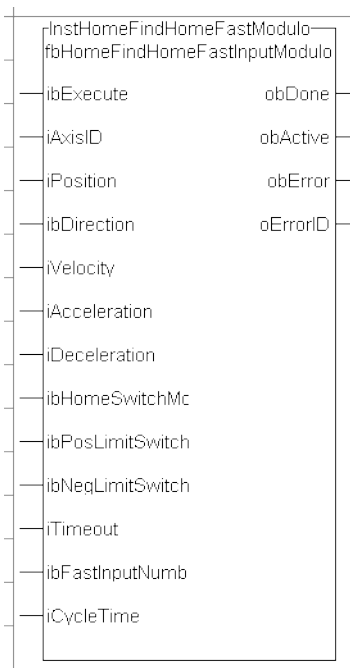 InstHomeFindHomeFastModulo
fbHomeFindHomeFastInputModulo
ibExecute obDone
iAxisID obActive
iPosition obError
ibDirection oErrorID
iVelocity
iAcceleration
iDeceleration
ibHomeSwitchMc
ibPosLimitSwitch
ibNegLimitSwitch
iTimeout
ibFastInputNumb
iCycleTime